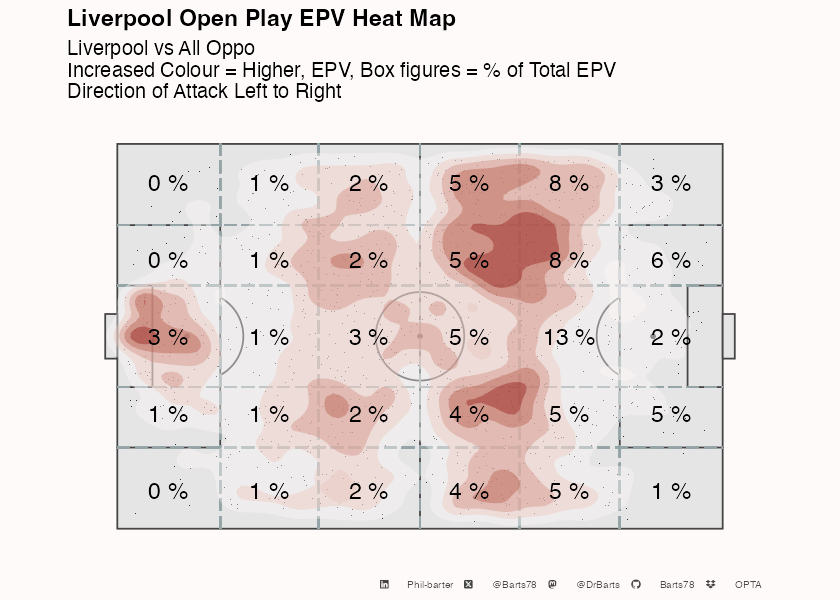 Liverpool Open Play EPV Heat Map
Liverpool vs All Oppo
Increased Colour = Higher, EPV, Box figures = % of Total EPV
Direction of Attack Left to Right
0 % 1 % 2 % 5 % 8 % 3 %
0 % 1 % 2 % 5 % 8 % 6 %
3 % 1 % 3 % 5 % 13 % 2 %
1 % 1 % 2 % 4 % 5 % 5 %
0 % 1 % 2 % 4 % 5 % 1 %
Phil-barter @Barts78 @DrBarts Barts78 OPTA